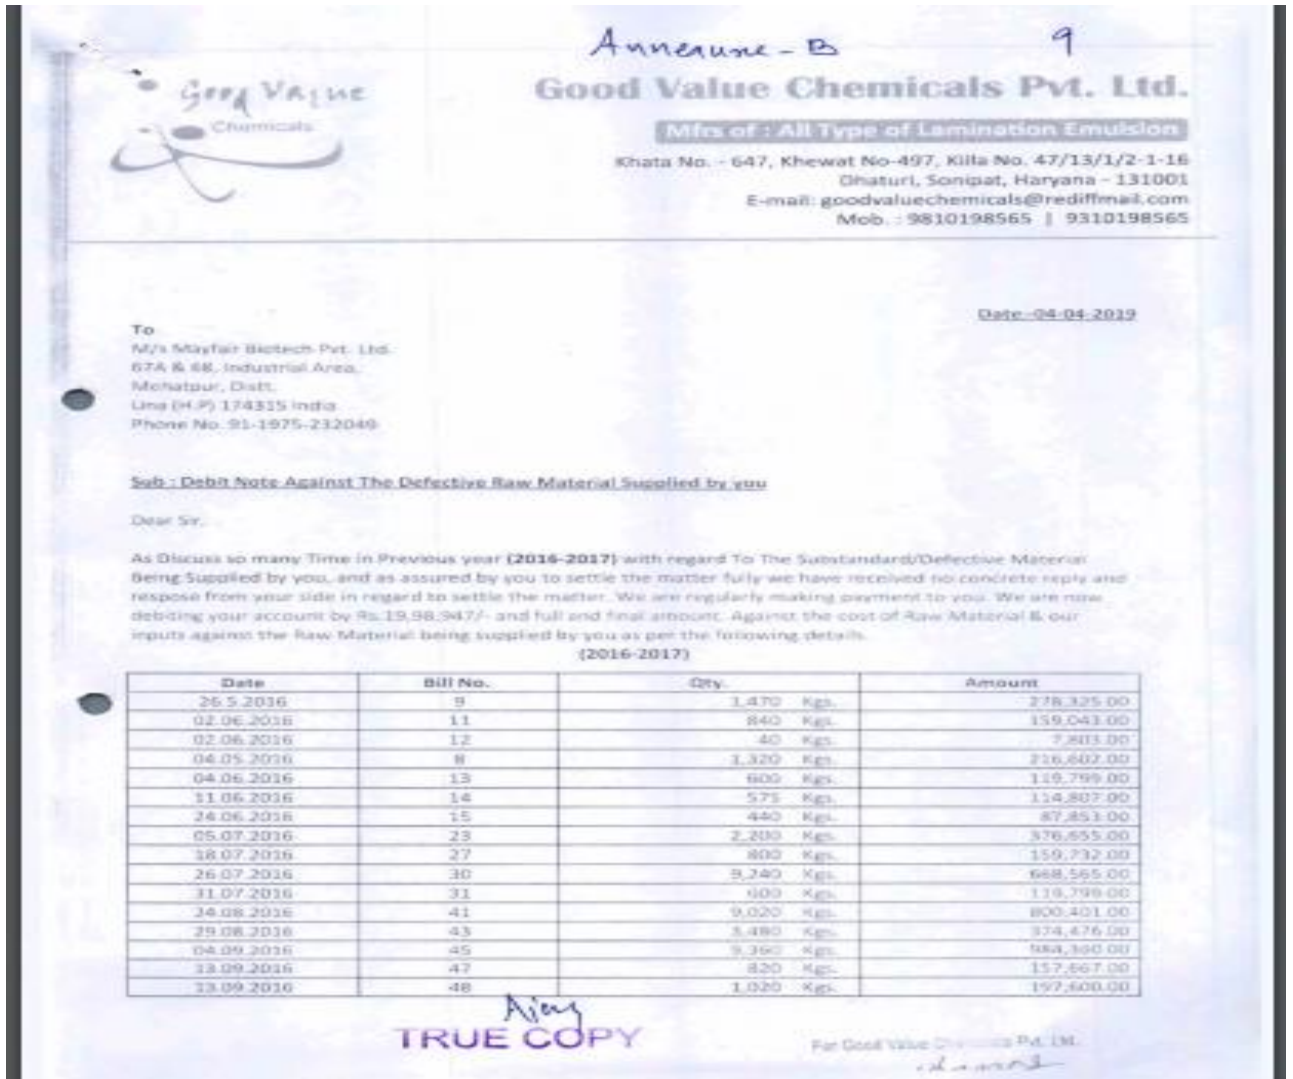 Annexure-B 9
Good Value
Chemicals
Good Value Chemicals Pvt. Ltd.
Mfrs of : All Type of Lamination Emulsion
Khata No. - 647, Khewat No-497, Killa No. 47/13/1/2-1-16
Dhaturi, Sonipat, Haryana - 131001
E-mail: goodvaluechemicals@rediffmail.com
Mob. : 9810198565 | 9310198565
Date:-04-04-2019
To
M/s Mayfair Biotech Pvt. Ltd.
67A & 68, Industrial Area,
Mehatpur, Distt.
Una (H.P) 174315 India
Phone No. 91-1975-232049
Sub : Debit Note Against The Defective Raw Material Supplied by you
Dear Sir,
As Discuss so many Time in Previous year (2016-2017) with regard To The Substandard/Defective Material
Being Supplied by you, and as assured by you to settle the matter fully we have received no concrete reply and
respose from your side in regard to settle the matter. We are regularly making payment to you. We are now
debiting your account by Rs.19,98,947/- and full end final amount. Against the cost of Raw Material & our
inputs against the Raw Material being supplied by you as per the following details.
(2016-2017)
Date Bill No. Qty. Amount
26.5.2016 9 1,470 Kgs. 278,325.00
02.06.2016 11 840 Kgs. 159,043.00
02.06.2016 12 40 Kgs. 7,803.00
04.05.2016 8 1,320 Kgs. 216,602.00
04.06.2016 13 600 Kgs. 119,799.00
11.06.2016 14 575 Kgs. 114,807.00
24.06.2016 15 440 Kgs. 87,853.00
05.07.2016 23 2,200 Kgs. 376,655.00
18.07.2016 27 800 Kgs. 159,732.00
26.07.2016 30 9,240 Kgs. 668,565.00
31.07.2016 31 600 Kgs. 119,799.00
24.08.2016 41 9,020 Kgs. 800,401.00
29.08.2016 43 3,480 Kgs. 374,476.00
04.09.2016 45 9,360 Kgs.
13.09.2016 47 820 Kgs. 157,667.00
13.09.2016 48 1,020 Kgs. 197,600.00
TRUE COPY
For Good Value Chemicals Pvt. Ltd.